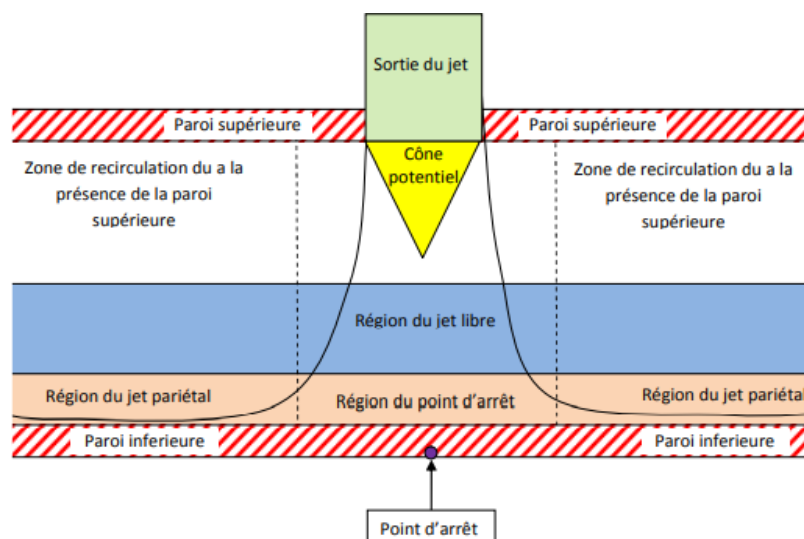 Sortie du jet
Paroi supérieure
Paroi supérieure
Cône
potentiel
Zone de recirculation du a la
présence de la paroi
supérieure
Zone de recirculation du a la
présence de la paroi
supérieure
Région du jet libre
Région du jet pariétal
Région du point d'arrêt
Région du jet pariétal
Paroi inferieure
Paroi inferieure
Point d'arrêt